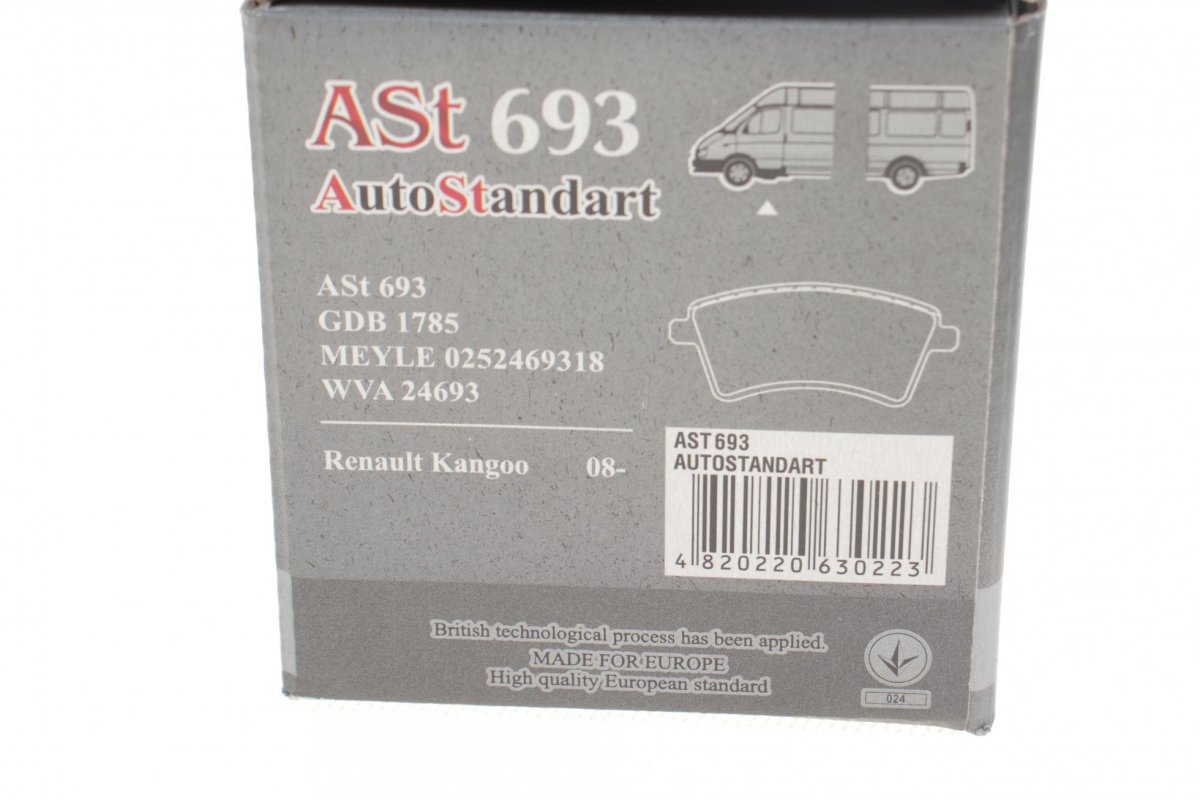 ASt 693
AutoStandart
ASt 693
GDB 1785
MEYLE 0252469318
WVA 24693
Renault Kangoo 08-
AST 693
AUTOSTANDART
4 820220 630223
British technological process has been applied.
MADE FOR EUROPE
High quality European standard
024